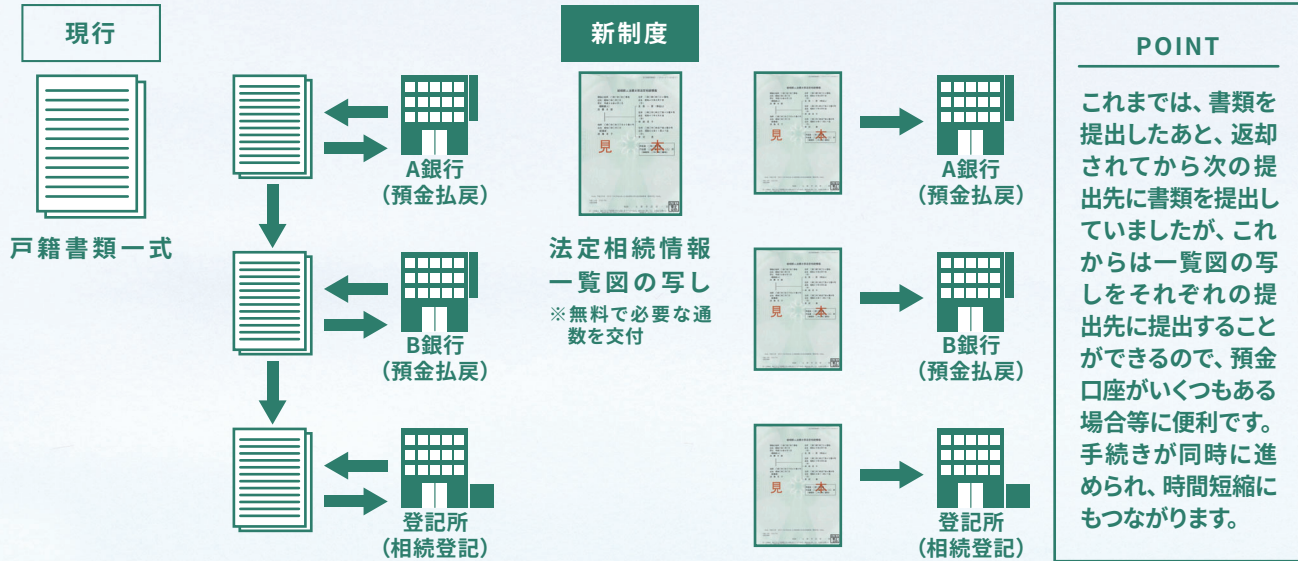 現行
戸籍書類一式
A銀行
（預金払戻）
B銀行
（預金払戻）
登記所
（相続登記）
新制度
見本
法定相続情報
一覧図の写し
※無料で必要な通
数を交付
見本
A銀行
（預金払戻）
見本
B銀行
（預金払戻）
見本
登記所
（相続登記）
POINT
これまでは、書類を
提出したあと、返却
されてから次の提
出先に書類を提出し
ていましたが、これ
からは一覧図の写
しをそれぞれの提
出先に提出すること
ができるので、預金
口座がいくつもある
場合等に便利です。
手続きが同時に進
められ、時間短縮に
もつながります。